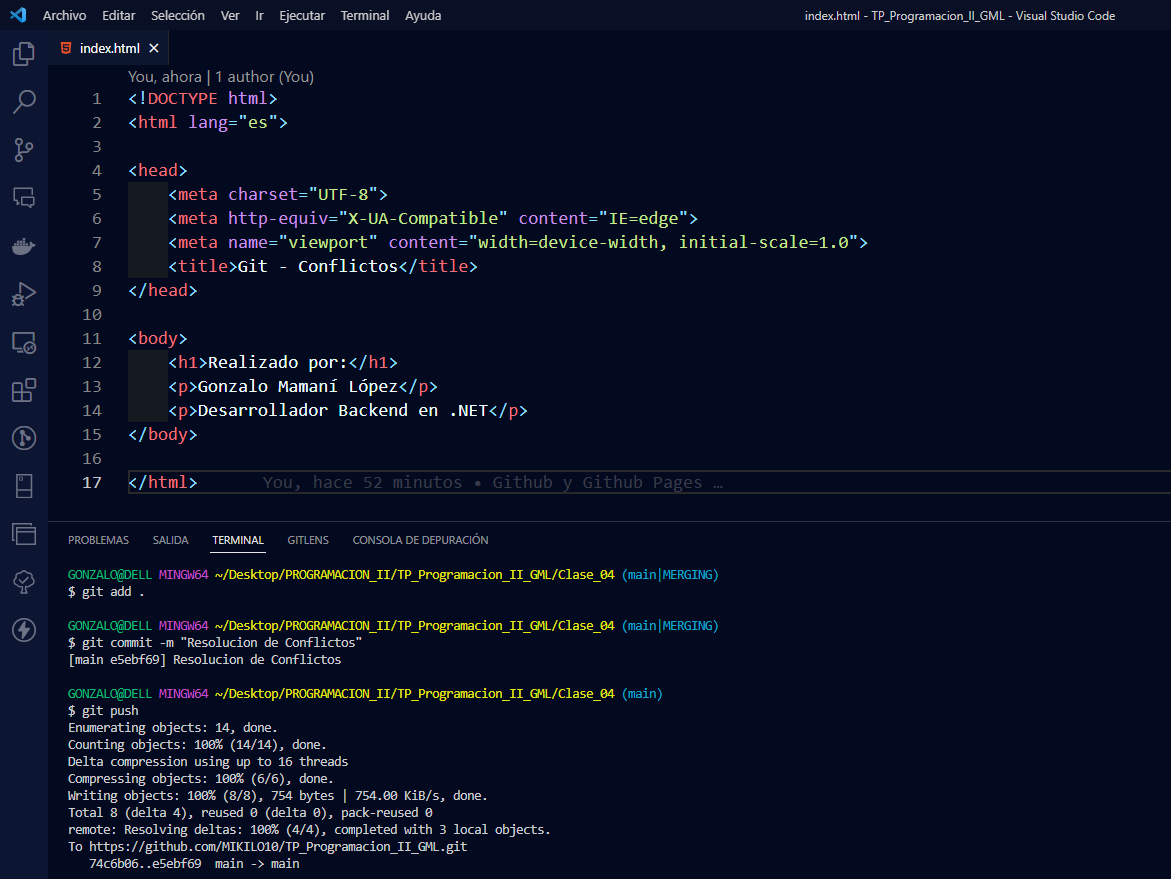 Archivo Editar Selección Ver Ir Ejecutar Terminal Ayuda index.html - TP_Programacion_II_GML - Visual Studio Code
index.html
You, ahora | 1 author (You)
1 <!DOCTYPE html>
2 <html lang="es">
3
4 <head>
5 <meta charset="UTF-8">
6 <meta http-equiv="X-UA-Compatible" content="IE=edge">
7 <meta name="viewport" content="width=device-width, initial-scale=1.0">
8 <title>Git - Conflictos</title>
9 </head>
10
11 <body>
12 <h1>Realizado por:</h1>
13 <p>Gonzalo Mamaní López</p>
14 <p>Desarrollador Backend en .NET</p>
15 </body>
16
17 </html> You, hace 52 minutos • Github y Github Pages …
PROBLEMAS SALIDA TERMINAL GITLENS CONSOLA DE DEPURACIÓN
GONZALO@DELL MINGW64 ~/Desktop/PROGRAMACION_II/TP_Programacion_II_GML/Clase_04 (main|MERGING)
$ git add .
GONZALO@DELL MINGW64 ~/Desktop/PROGRAMACION_II/TP_Programacion_II_GML/Clase_04 (main|MERGING)
$ git commit -m "Resolucion de Conflictos"
[main e5ebf69] Resolucion de Conflictos
GONZALO@DELL MINGW64 ~/Desktop/PROGRAMACION_II/TP_Programacion_II_GML/Clase_04 (main)
$ git push
Enumerating objects: 14, done.
Counting objects: 100% (14/14), done.
Delta compression using up to 16 threads
Compressing objects: 100% (6/6), done.
Writing objects: 100% (8/8), 754 bytes | 754.00 KiB/s, done.
Total 8 (delta 4), reused 0 (delta 0), pack-reused 0
remote: Resolving deltas: 100% (4/4), completed with 3 local objects.
To https://github.com/MIKILO10/TP_Programacion_II_GML.git
74c6b06..e5ebf69 main -> main